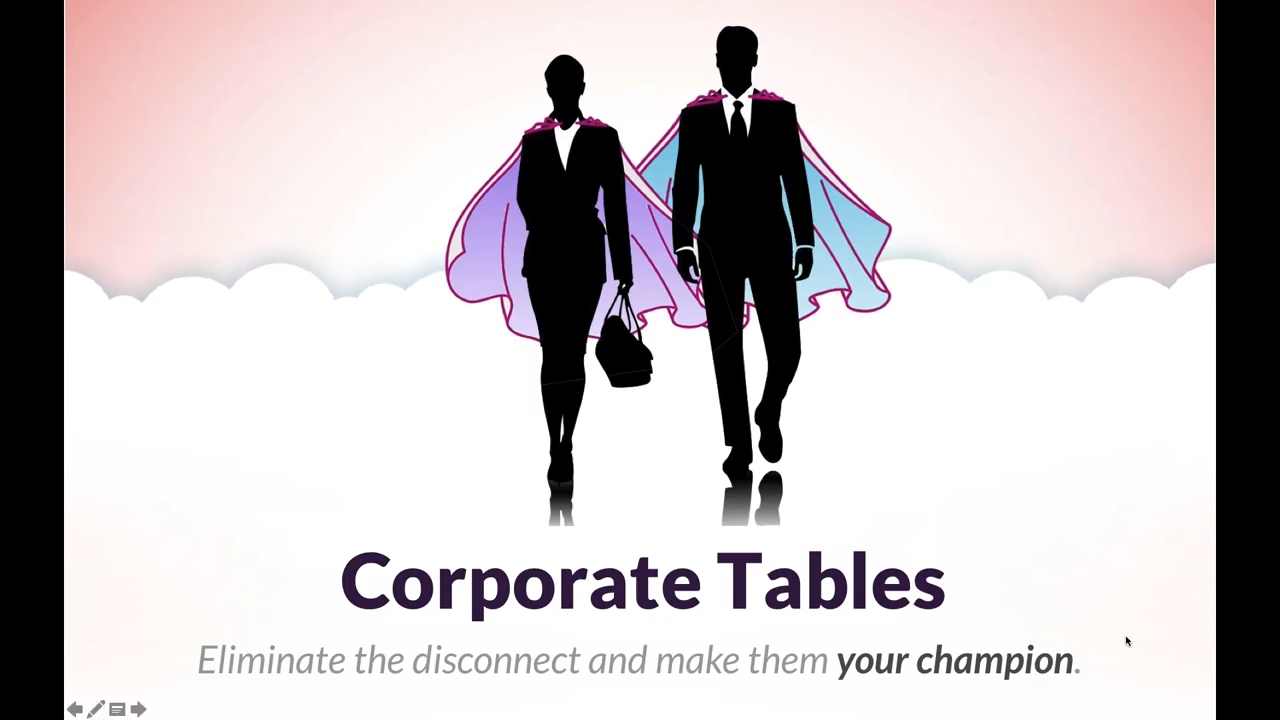 Corporate Tables
Eliminate the disconnect and make them your champion.